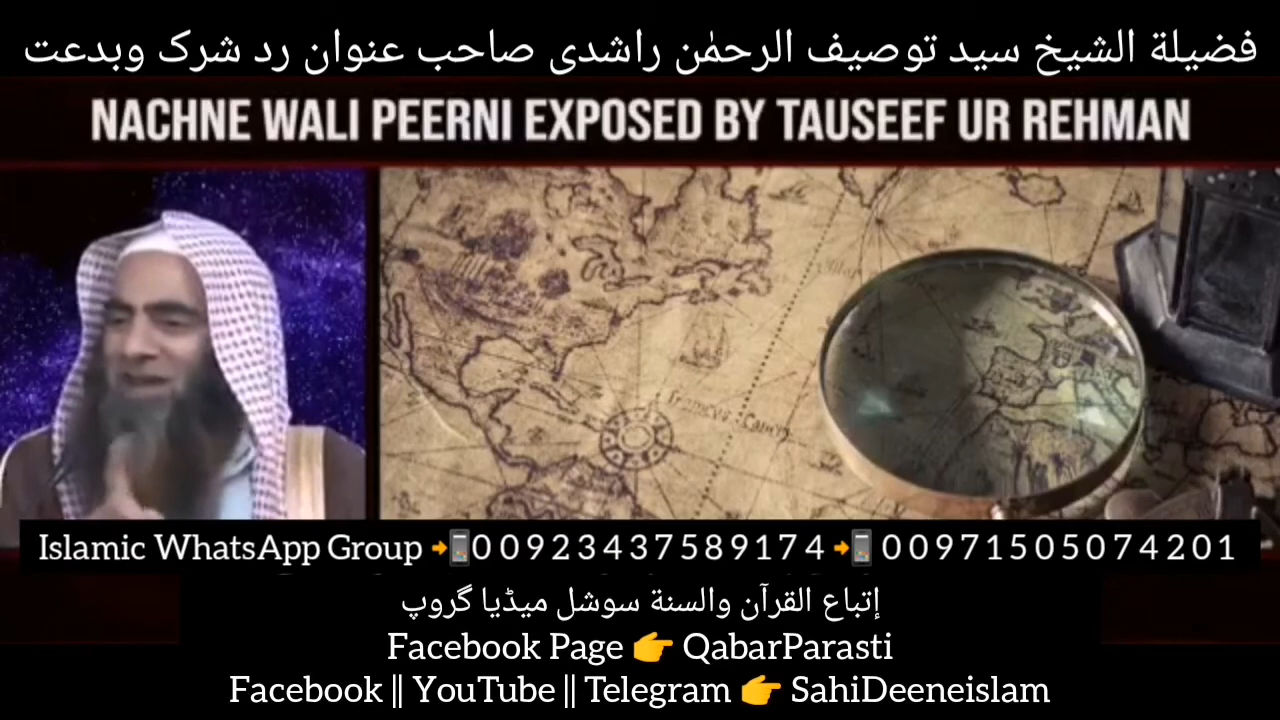 فضیلة الشیخ سید توصیف الرحمٰن راشدی صاحب عنوان رد شرک وبدعت
NACHNE WALI PEERNI EXPOSED BY TAUSEEF UR REHMAN
Islamic WhatsApp Group ➜📱00923437589174 ➜📱00971505074201
إتباع القرآن والسنة سوشل میڈیا گروپ
Facebook Page 👉 QabarParasti
Facebook || YouTube || Telegram 👉 SahiDeeneislam